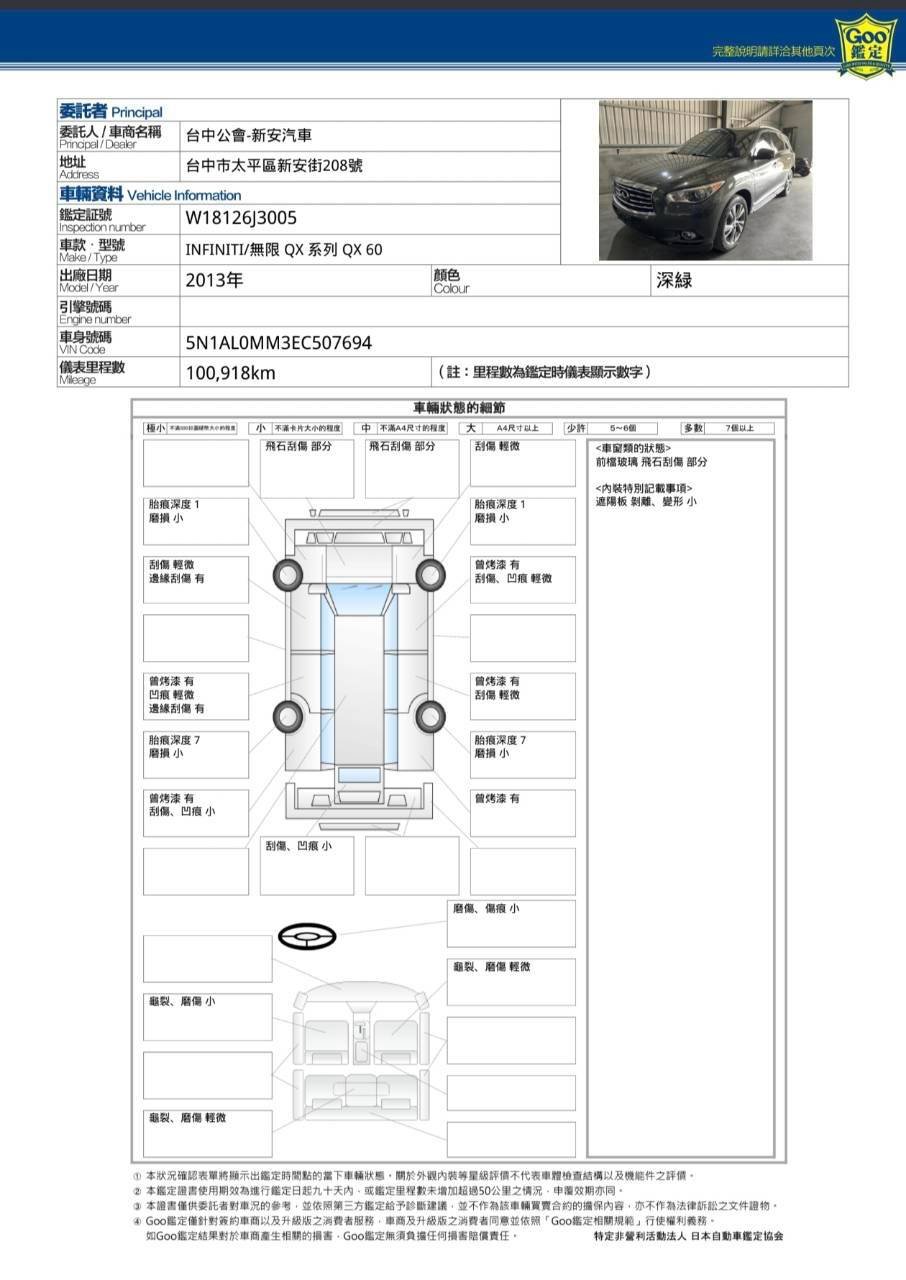 完整說明請詳洽其他頁次
Goo
鑑定
委託者 Principal
委託人 / 車商名稱
Principal / Dealer
台中公會-新安汽車
地址
Address
台中市太平區新安街208號
車輛資料 Vehicle Information
鑑定証號
Inspection number
W18126J3005
車款‧型號
Make / Type
INFINITI/無限 QX 系列 QX 60
出廠日期
Model / Year
2013年
顏色
Colour
深緑
引擎號碼
Engine number
車身號碼
VIN Code
5N1AL0MM3EC507694
儀表里程數
Mileage
100,918km
（註：里程數為鑑定時儀表顯示數字）
車輛狀態的細節
極小
小 不滿卡片大小的程度
中 不滿A4尺寸的程度
大 A4尺寸以上
少許 5～6個
多數 7個以上
飛石刮傷 部分
飛石刮傷 部分
刮傷 輕微
<車窗類的狀態>
前檔玻璃 飛石刮傷 部分
<內裝特別記載事項>
遮陽板 剝離、變形 小
胎痕深度 1
磨損 小
胎痕深度 1
磨損 小
刮傷 輕微
邊緣刮傷 有
曾烤漆 有
刮傷、凹痕 輕微
曾烤漆 有
凹痕 輕微
邊緣刮傷 有
曾烤漆 有
刮傷 輕微
胎痕深度 7
磨損 小
胎痕深度 7
磨損 小
曾烤漆 有
刮傷、凹痕 小
曾烤漆 有
刮傷、凹痕 小
磨傷、傷痕 小
龜裂、磨傷 輕微
龜裂、磨傷 小
龜裂、磨傷 輕微
① 本狀況確認表單將顯示出鑑定時間點的當下車輛狀態，關於外觀內裝等星級評價不代表車體檢查結構以及機能件之評價。
② 本鑑定證書使用期效為進行鑑定日起九十天內，或鑑定里程數未增加超過50公里之情況，申覆效期亦同。
③ 本證書僅供委託者對車況的參考，並依照第三方鑑定給予診斷建議，並不作為該車輛買賣合約的擔保內容，亦不作為法律訴訟之文件證物。
④ Goo鑑定僅針對簽約車商以及升級版之消費者服務，車商及升級版之消費者同意並依照「Goo鑑定相關規範」行使權利義務。
如Goo鑑定結果對於車商產生相關的損害，Goo鑑定無須負擔任何損害賠償責任。
特定非營利活動法人 日本自動車鑑定協会